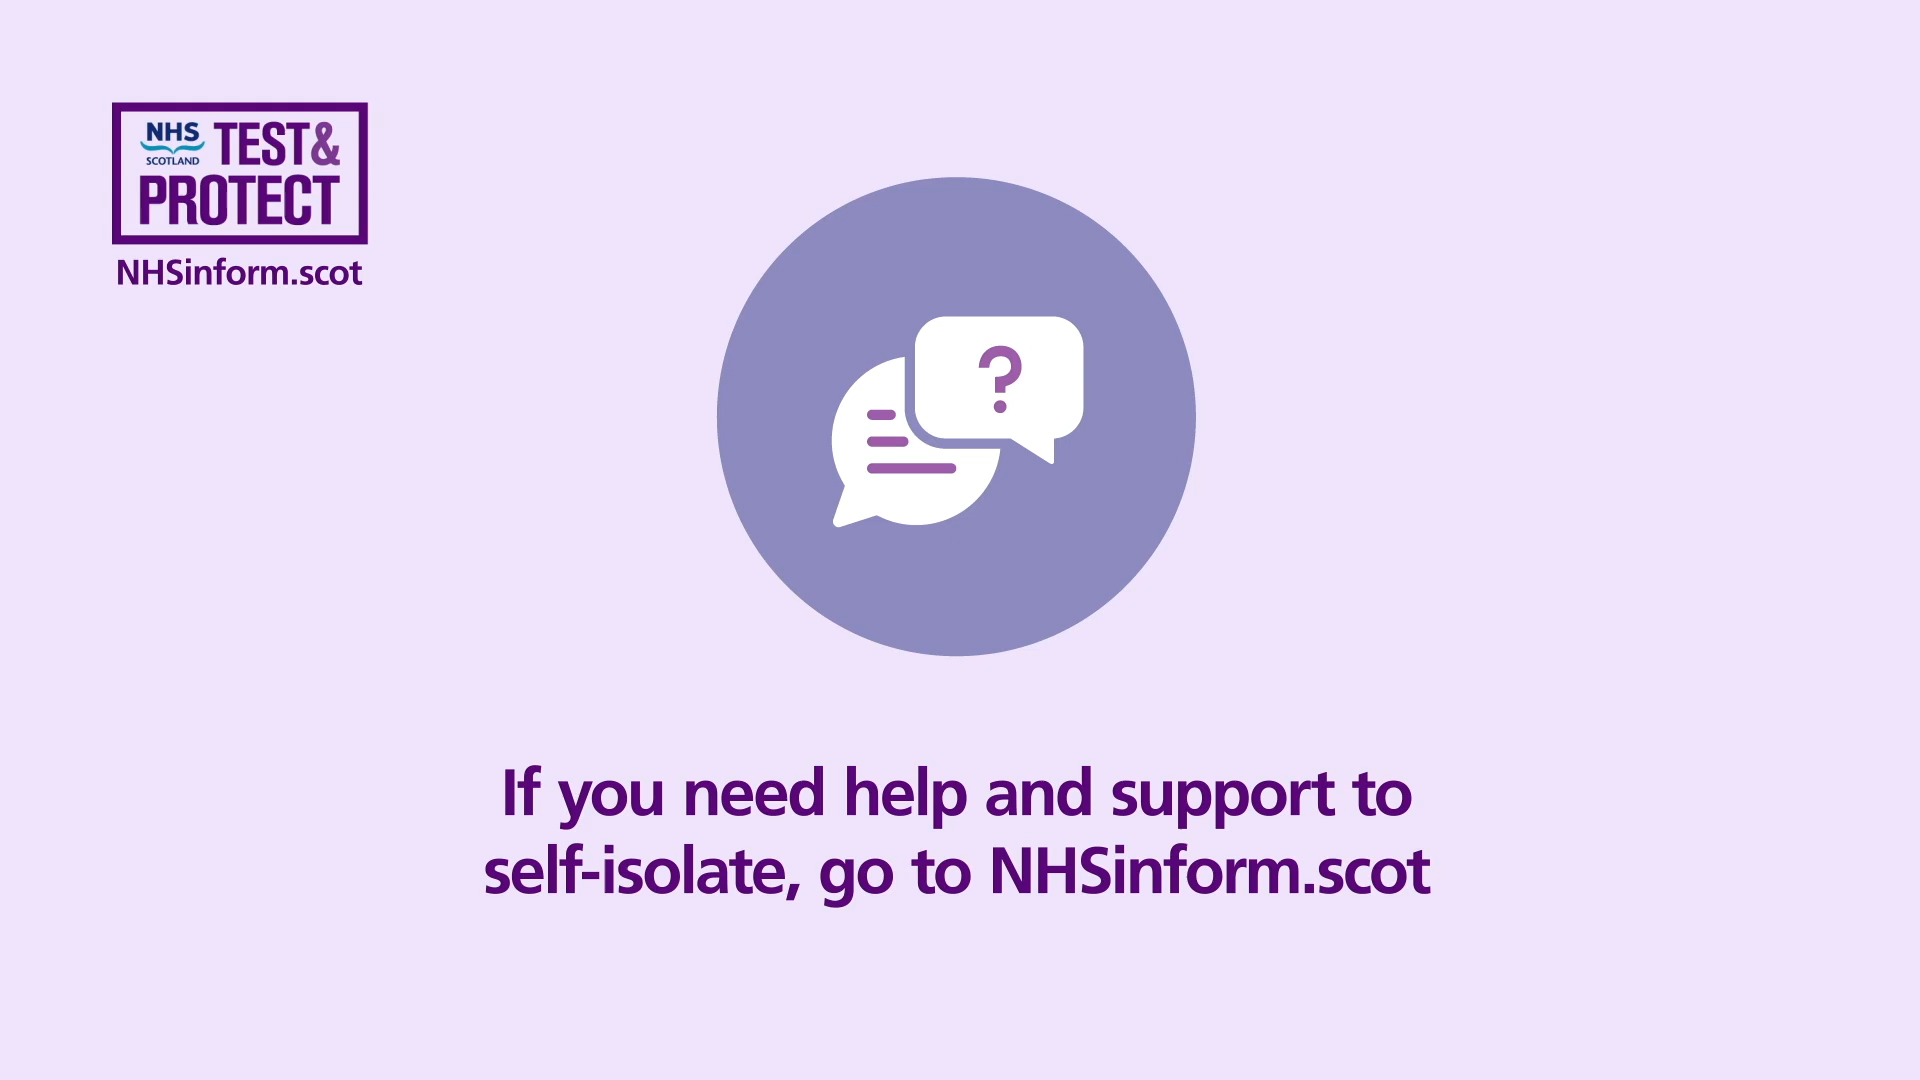 NHS
SCOTLAND
TEST&
PROTECT
NHSinform.scot
?
If you need help and support to
self-isolate, go to NHSinform.scot